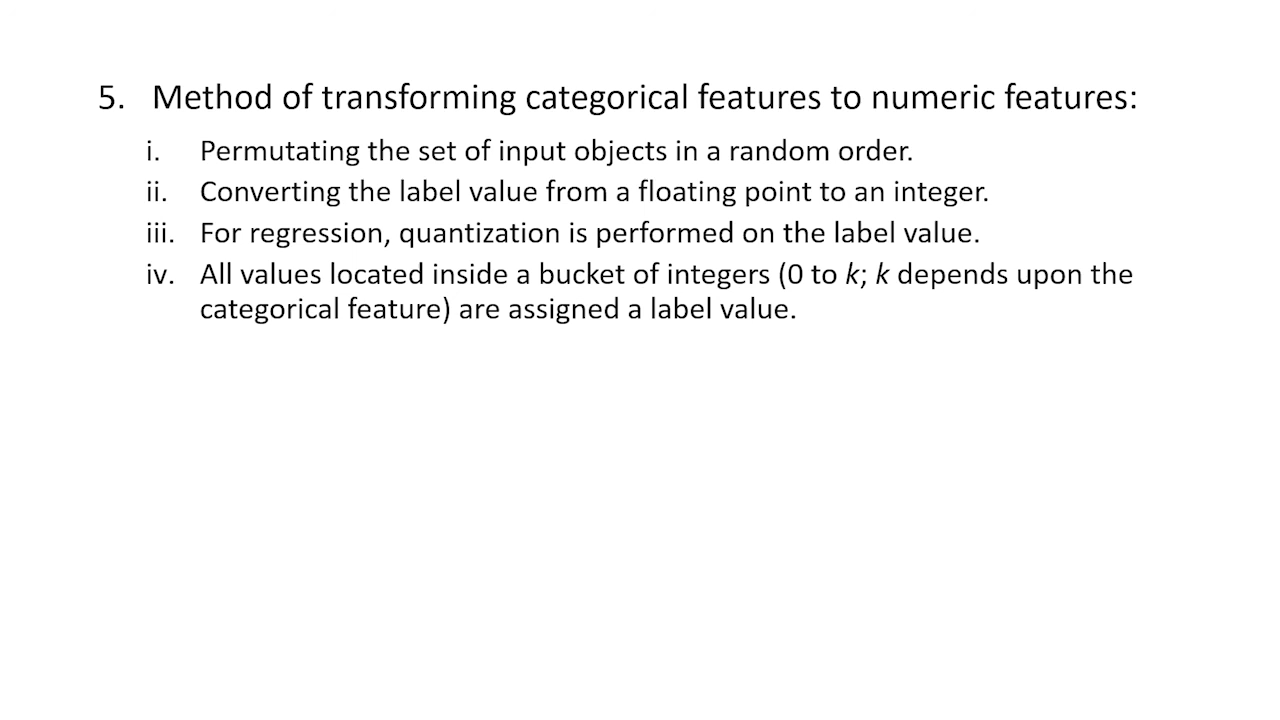 5. Method of transforming categorical features to numeric features:
i. Permutating the set of input objects in a random order.
ii. Converting the label value from a floating point to an integer.
iii. For regression, quantization is performed on the label value.
iv. All values located inside a bucket of integers (0 to k; k depends upon the
categorical feature) are assigned a label value.